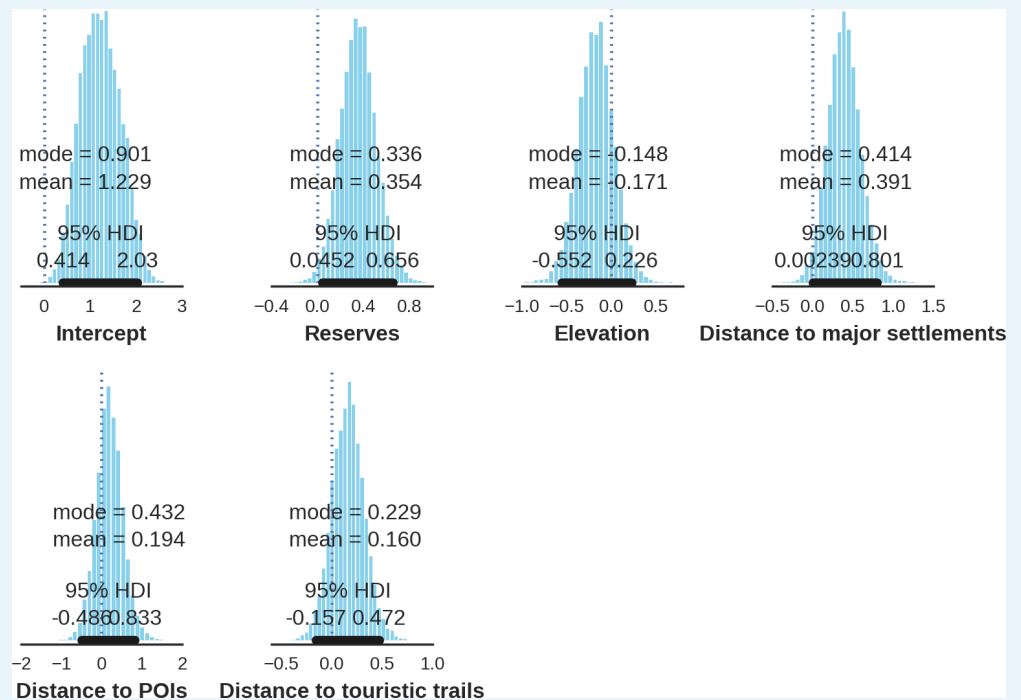 mode = 0.901
mean = 1.229
95% HDI
0.414 2.03
0 1 2 3
Intercept
mode = 0.336
mean = 0.354
95% HDI
0.0452 0.656
−0.4 0.0 0.4 0.8
Reserves
mode = -0.148
mean = -0.171
95% HDI
-0.552 0.226
−1.0 −0.5 0.0 0.5
Elevation
mode = 0.414
mean = 0.391
95% HDI
0.00239 0.801
−0.5 0.0 0.5 1.0 1.5
Distance to major settlements
mode = 0.432
mean = 0.194
95% HDI
-0.486 0.833
−2 −1 0 1 2
Distance to POIs
mode = 0.229
mean = 0.160
95% HDI
-0.157 0.472
−0.5 0.0 0.5 1.0
Distance to touristic trails